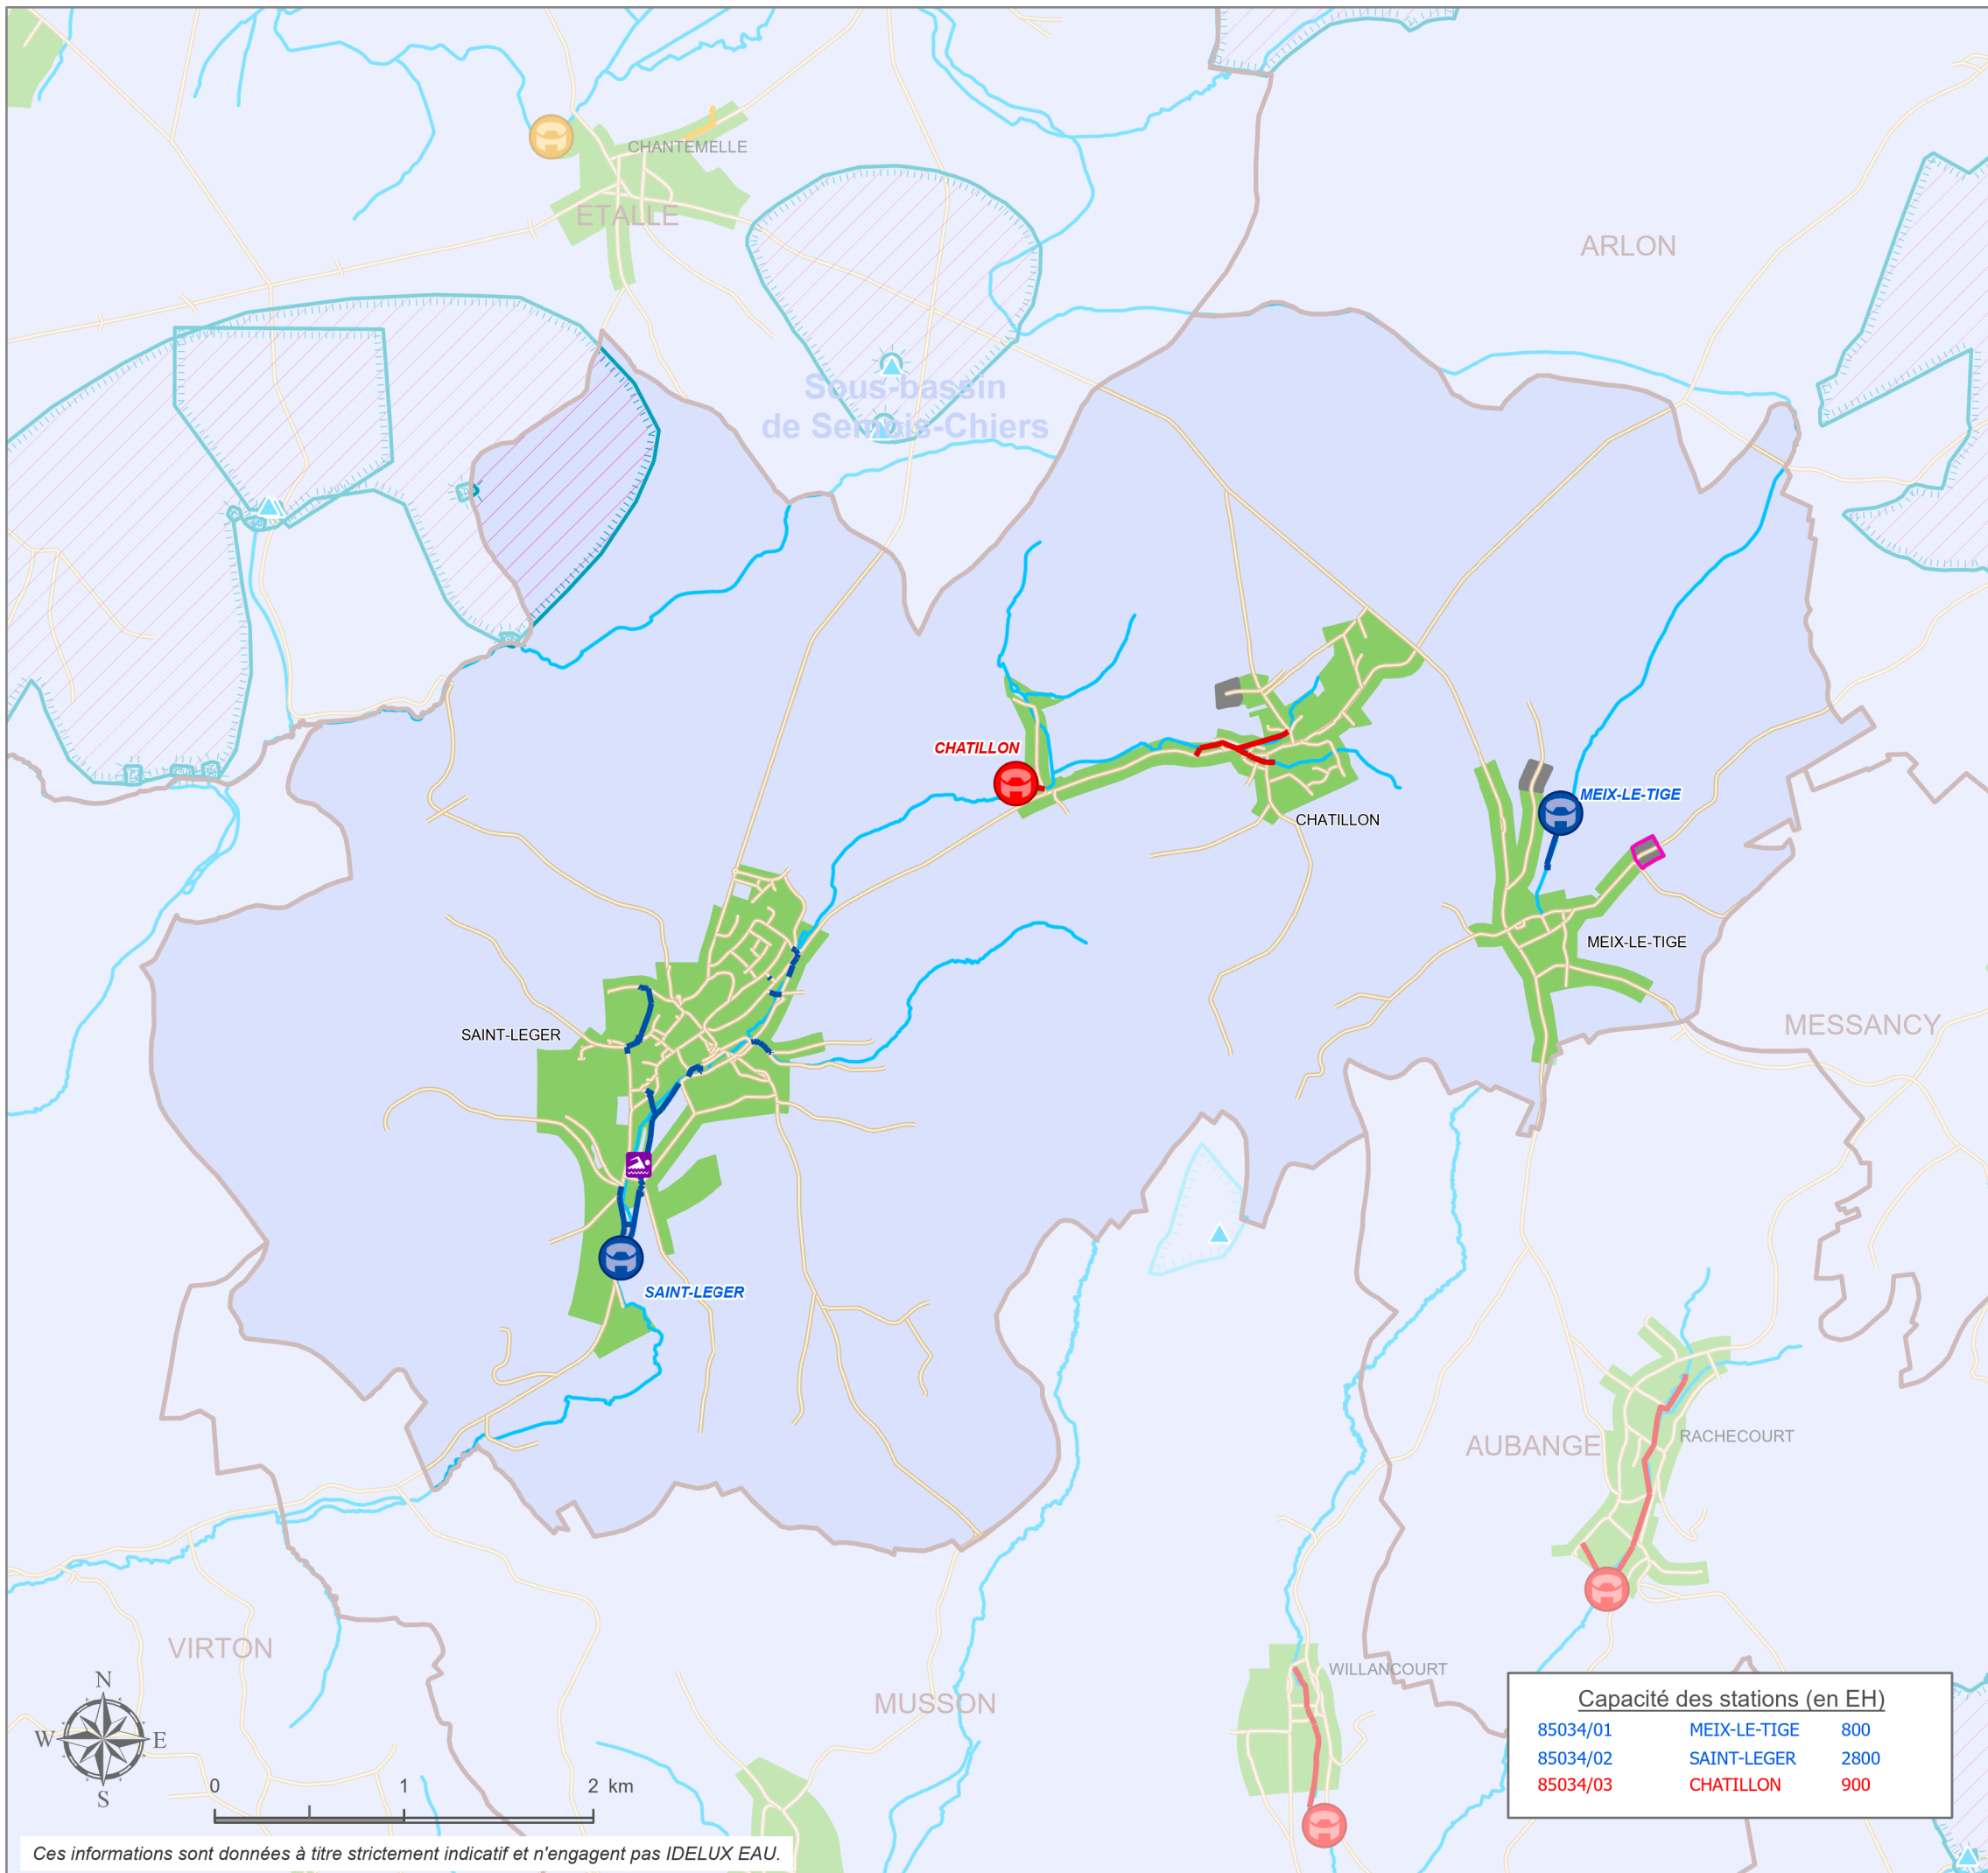 CHANTEMELLE
ETALLE
ARLON
Sous-bassin
de Semois-Chiers
CHATILLON
MEIX-LE-TIGE
CHATILLON
MEIX-LE-TIGE
SAINT-LEGER
MESSANCY
SAINT-LEGER
AUBANGE
RACHECOURT
VIRTON
WILLANCOURT
MUSSON
N
W E
S
0 1 2 km
Capacité des stations (en EH)
85034/01 MEIX-LE-TIGE 800
85034/02 SAINT-LEGER 2800
85034/03 CHATILLON 900
Ces informations sont données à titre strictement indicatif et n'engagent pas IDELUX EAU.